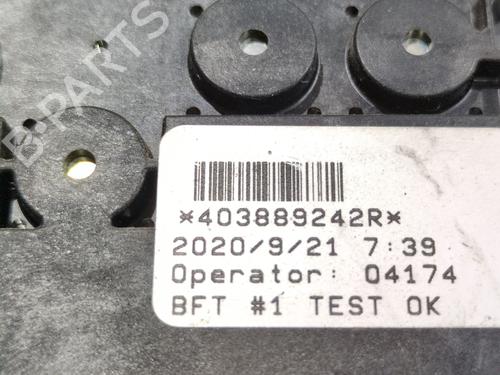 B-PARTS
*403889242R*
2020/9/21 7:39
Operator: 04174
BFT #1 TEST OK